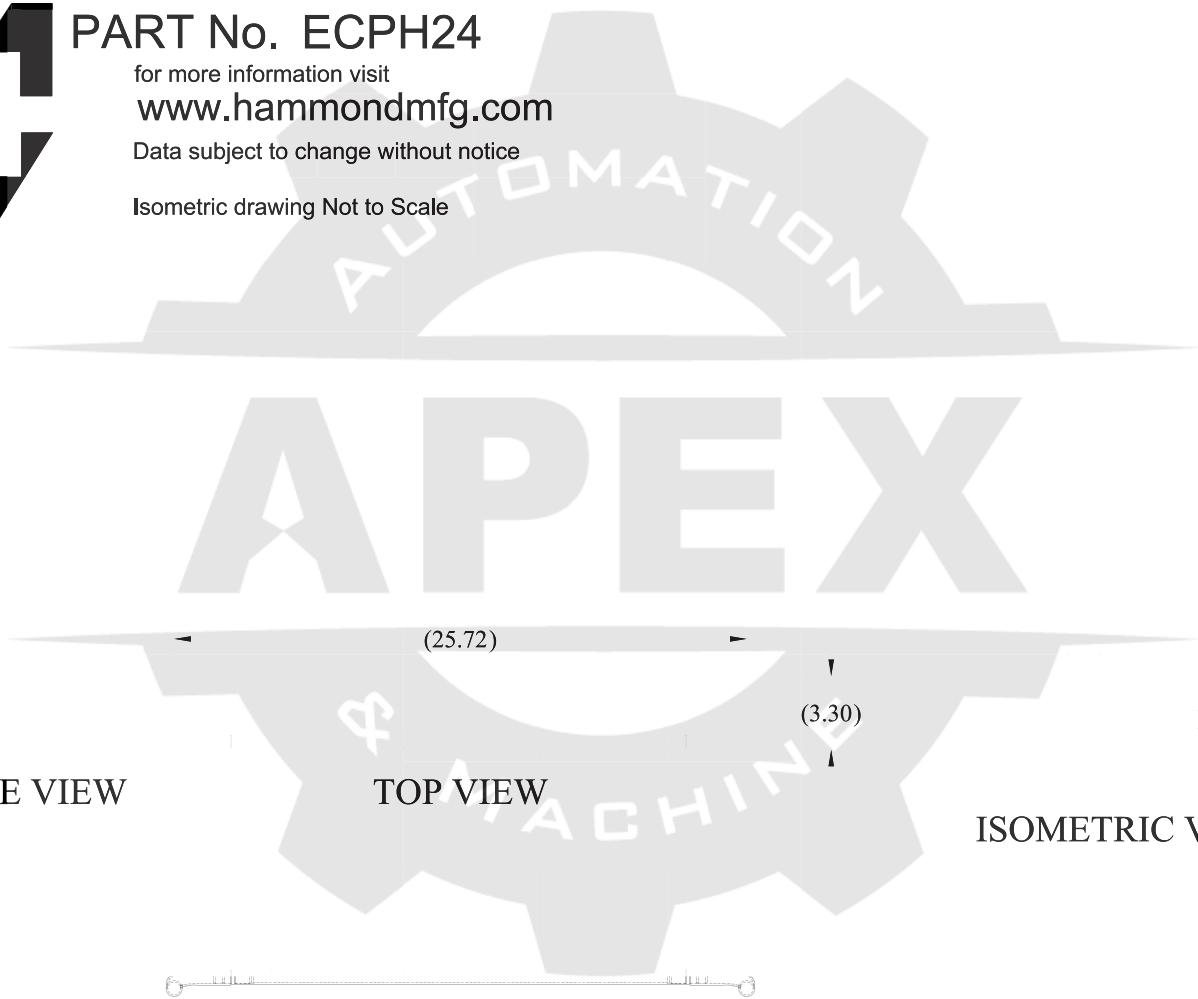 PART No. ECPH24
for more information visit
www.hammondmfg.com
Data subject to change without notice
Isometric drawing Not to Scale
AUTOMATION
APEX
(25.72)
(3.30)
E VIEW
TOP VIEW
& MACHINE
ISOMETRIC V